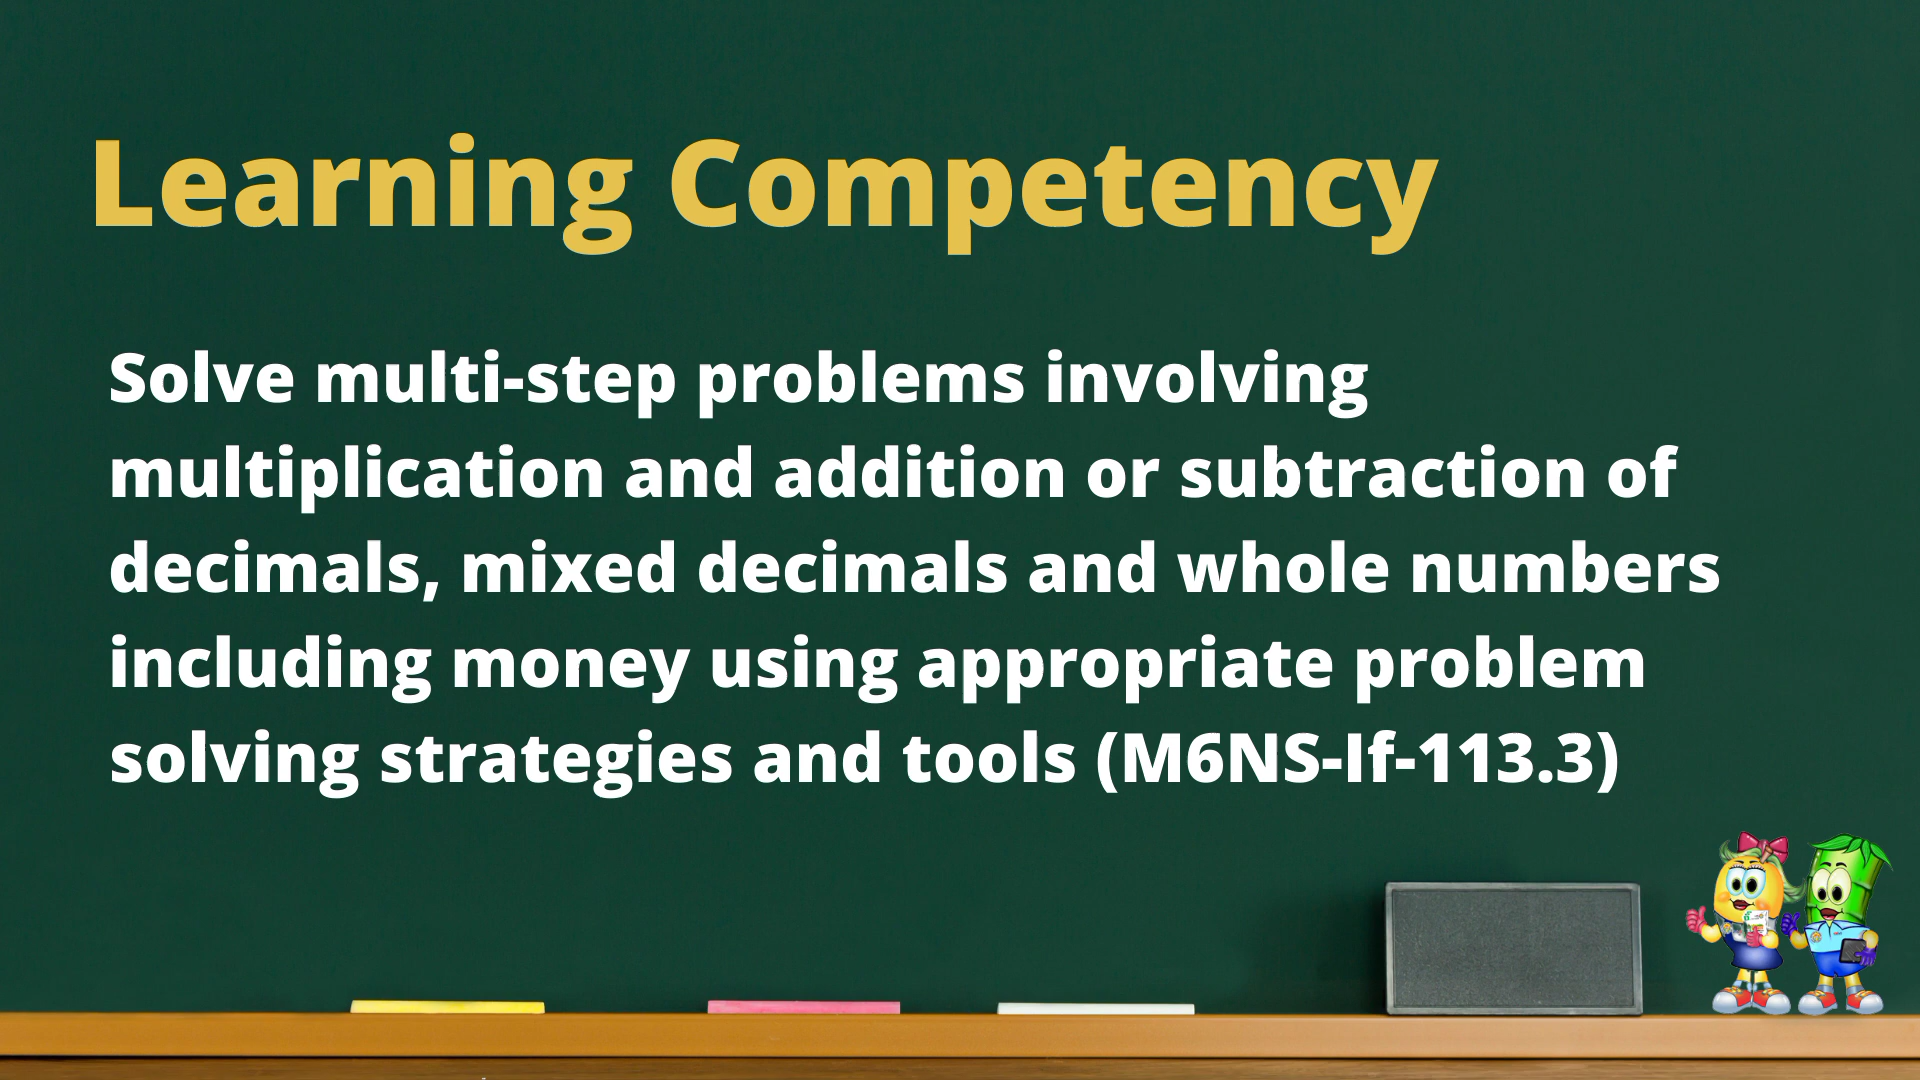 Learning Competency
Solve multi-step problems involving
multiplication and addition or subtraction of
decimals, mixed decimals and whole numbers
including money using appropriate problem
solving strategies and tools (M6NS-If-113.3)